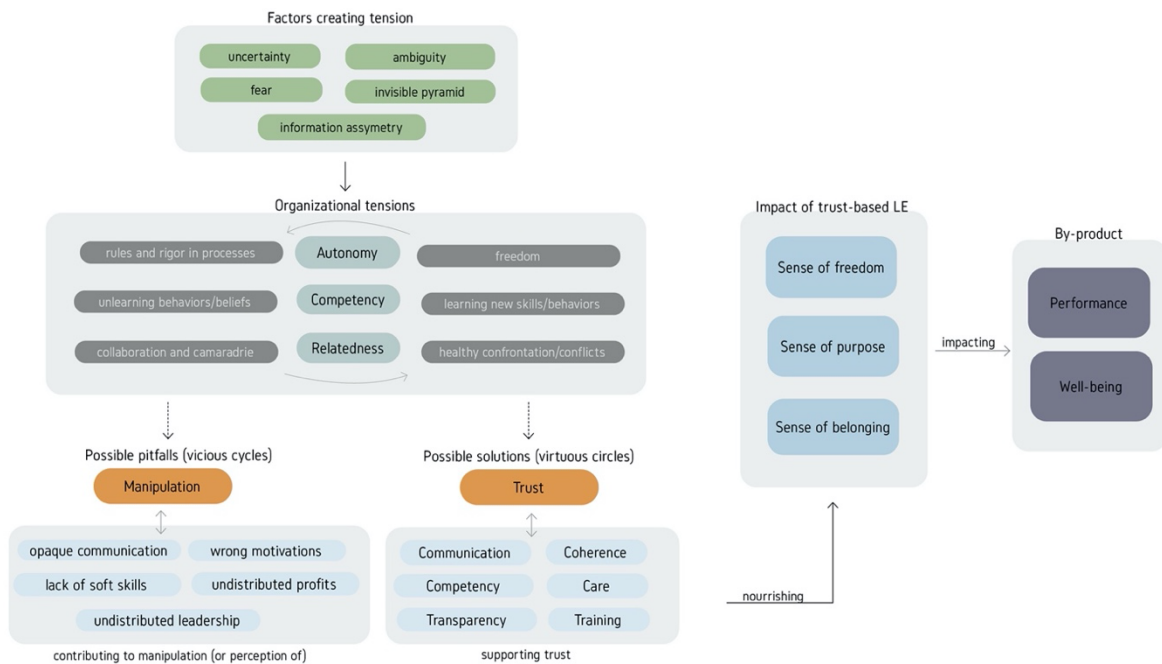 Factors creating tension
uncertainty
ambiguity
fear
invisible pyramid
information assymetry
Organizational tensions
rules and rigor in processes
Autonomy
freedom
unlearning behaviors/beliefs
Competency
learning new skills/behaviors
collaboration and camaradrie
Relatedness
healthy confrontation/conflicts
Possible pitfalls (vicious cycles)
Manipulation
opaque communication
wrong motivations
lack of soft skills
undistributed profits
undistributed leadership
contributing to manipulation (or perception of)
Possible solutions (virtuous circles)
Trust
Communication
Coherence
Competency
Care
Transparency
Training
supporting trust
nourishing
Impact of trust-based LE
Sense of freedom
Sense of purpose
Sense of belonging
impacting
By-product
Performance
Well-being